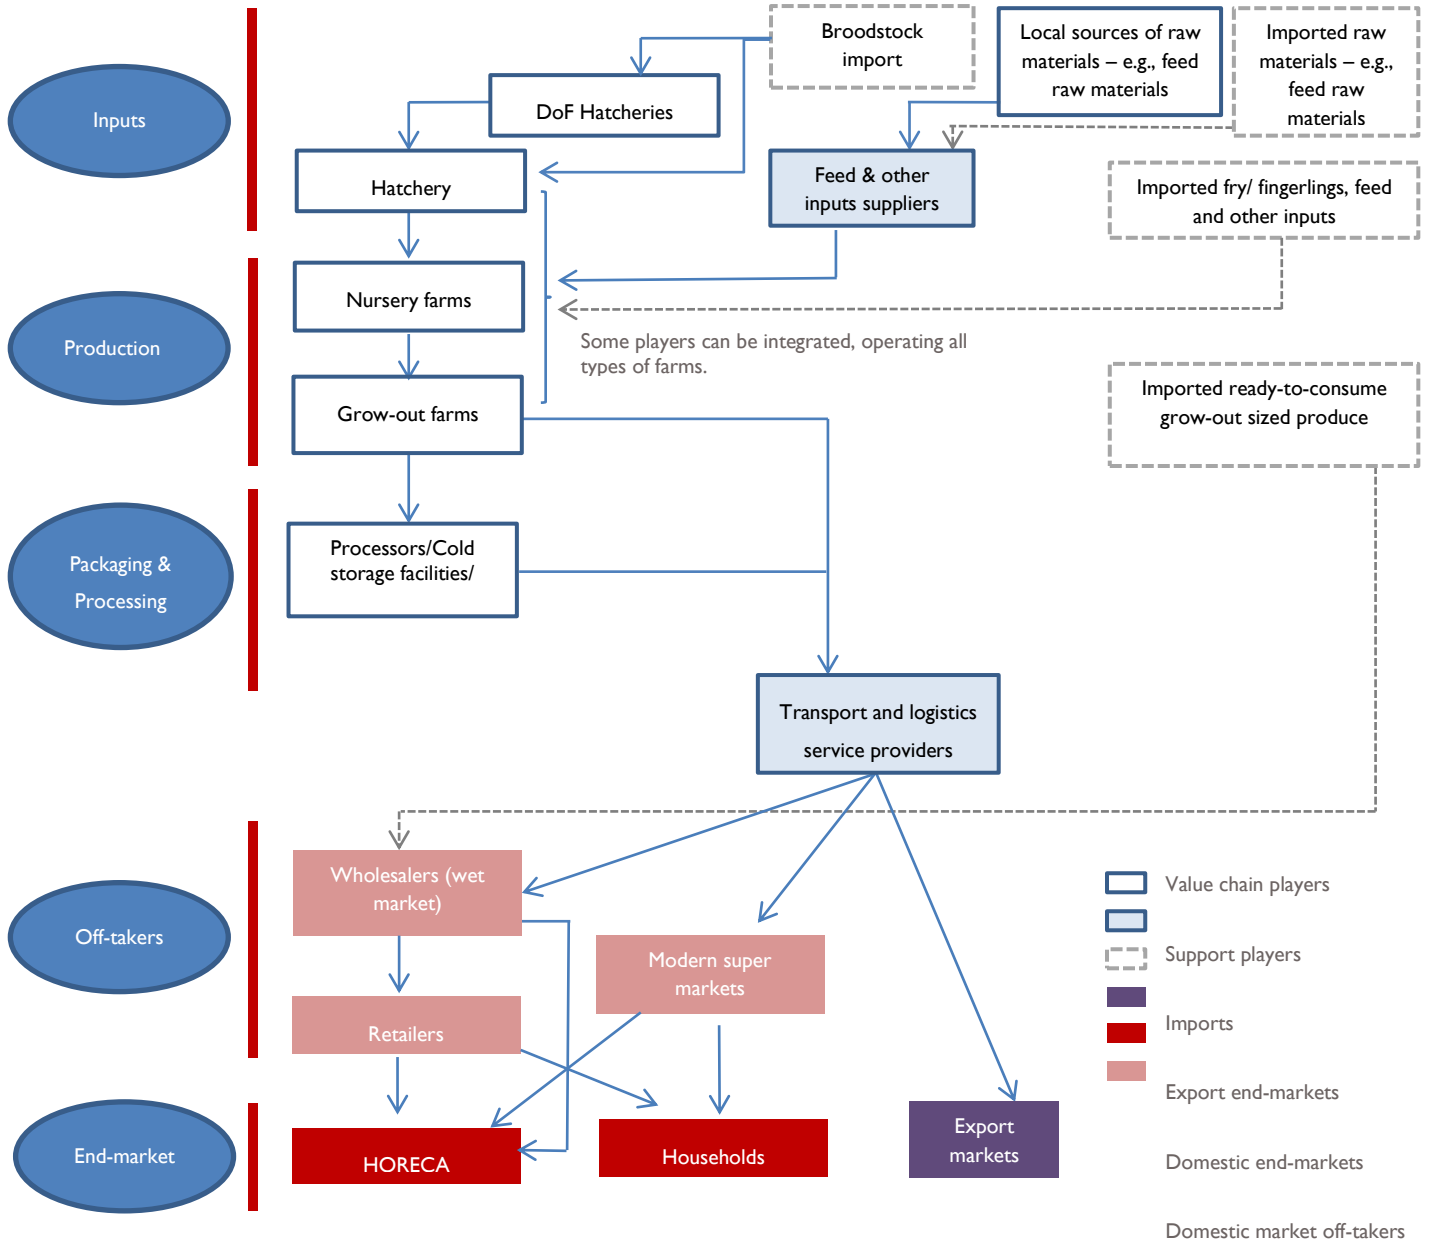 Broodstock
import
Local sources of raw
materials – e.g., feed
raw materials
Imported raw
materials – e.g.,
feed raw
materials
Inputs
DoF Hatcheries
Hatchery
Feed & other
inputs suppliers
Imported fry/ fingerlings, feed
and other inputs
Production
Nursery farms
Some players can be integrated, operating all
types of farms.
Grow-out farms
Imported ready-to-consume
grow-out sized produce
Packaging &
Processing
Processors/Cold
storage facilities/
Transport and logistics
service providers
Off-takers
Wholesalers (wet
market)
Modern super
markets
Retailers
End-market
HORECA
Households
Export
markets
Value chain players
Support players
Imports
Export end-markets
Domestic end-markets
Domestic market off-takers